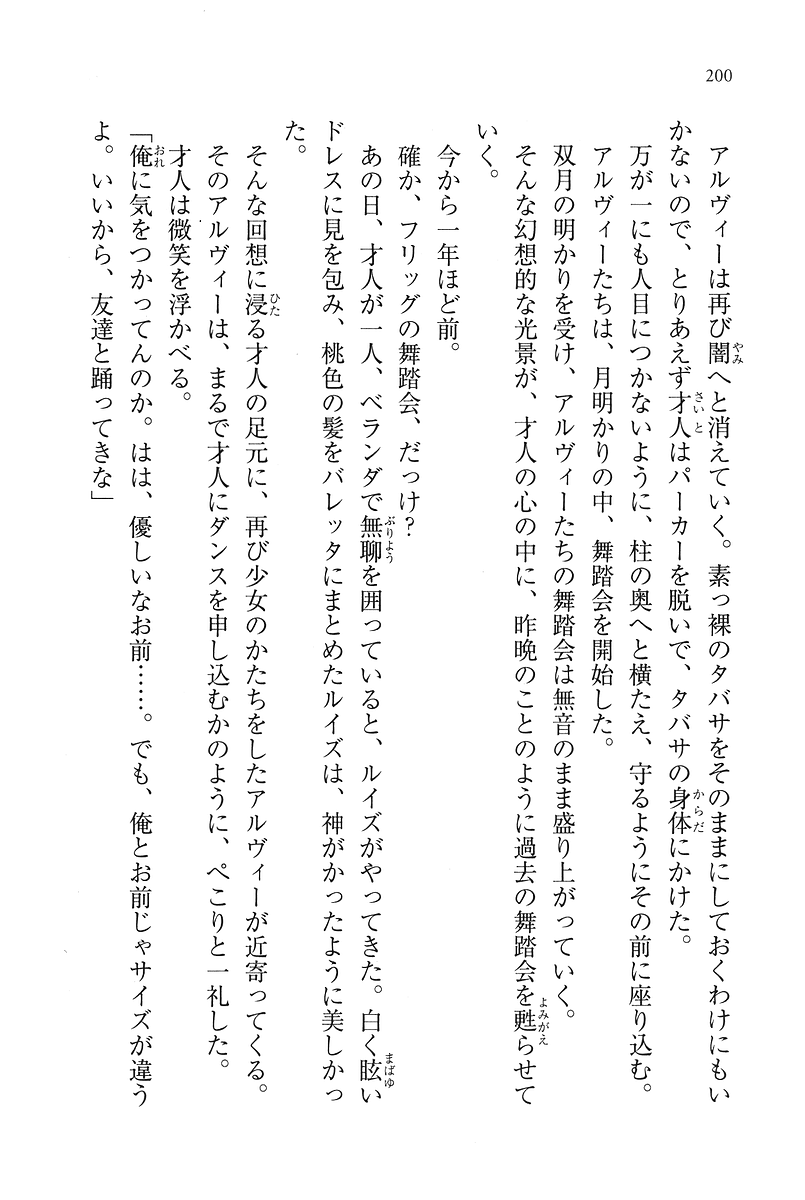 200
アルヴィーは再び闇へと消えていく。素っ裸のタバサをそのままにしておくわけにもい
かないので、とりあえず才人はパーカーを脱いで、タバサの身体にかけた。
万が一にも人目につかないように、柱の奥へと横たえ、守るようにその前に座り込む。
アルヴィーたちは、月明かりの中、舞踏会を開始した。
双月の明かりを受け、アルヴィーたちの舞踏会は無音のまま盛り上がっていく。
そんな幻想的な光景が、才人の心の中に、昨晩のことのように過去の舞踏会を甦らせて
いく。
今から一年ほど前。
確か、フリッグの舞踏会、だっけ?
あの日、才人が一人、ベランダで無聊を囲っていると、ルイズがやってきた。白く眩い
ドレスに見を包み、桃色の髪をバレッタにまとめたルイズは、神がかったように美しかっ
た。
そんな回想に浸る才人の足元に、再び少女のかたちをしたアルヴィーが近寄ってくる。
そのアルヴィーは、まるで才人にダンスを申し込むかのように、ぺこりと一礼した。
才人は微笑を浮かべる。
「俺に気をつかってんのか。はは、優しいなお前……。でも、俺とお前じゃサイズが違う
よ。いいから、友達と踊ってきな」